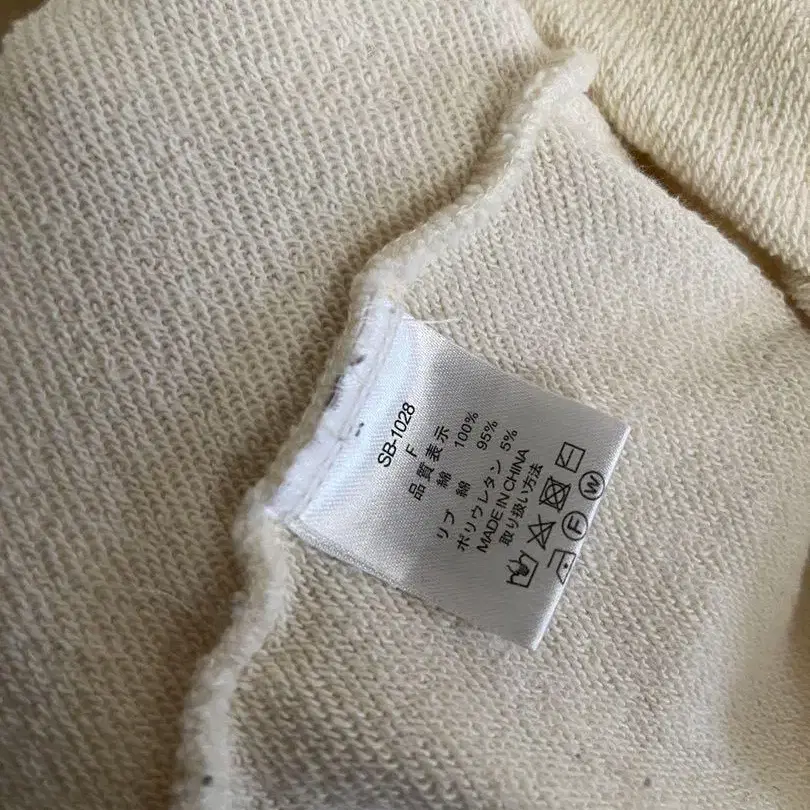 SB-1028
F
品質表示
綿 100%
リブ 綿 95%
ポリウレタン 5%
MADE IN CHINA
取り扱い方法
F W